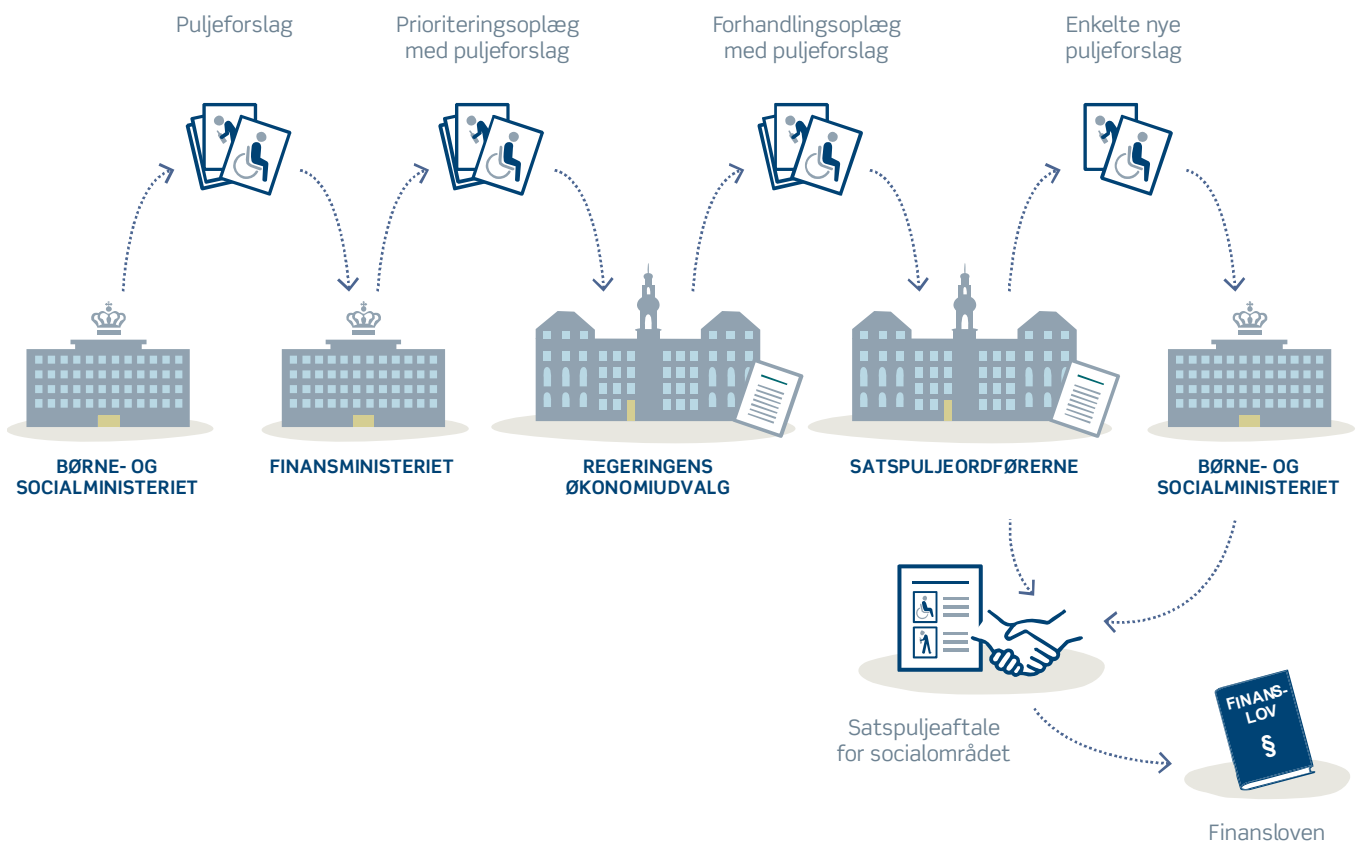 Puljeforslag
Prioriteringsoplæg
med puljeforslag
Forhandlingsoplæg
med puljeforslag
Enkelte nye
puljeforslag
BØRNE- OG
SOCIALMINISTERIET
FINANSMINISTERIET
REGERINGENS
ØKONOMIUDVALG
SATSPULJEORDFØRERNE
BØRNE- OG
SOCIALMINISTERIET
Satspuljeaftale
for socialområdet
FINANS-
LOV
§
Finansloven